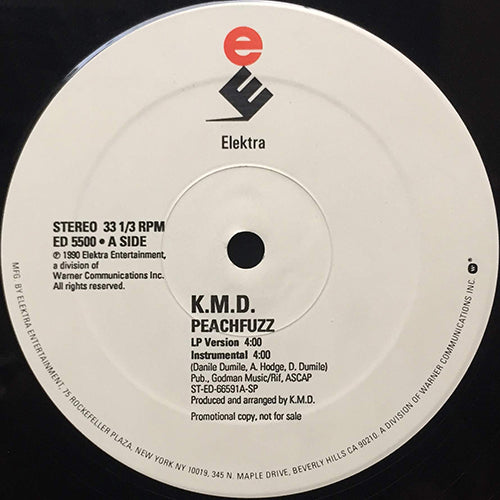 e
E
Elektra
STEREO 33 1/3 RPM
ED 5500 • A SIDE
℗ 1990 Elektra Entertainment,
a division of
Warner Communications Inc.
All rights reserved.
K.M.D.
PEACHFUZZ
LP Version 4:00
Instrumental 4:00
(Danile Dumile, A. Hodge, D. Dumile)
Pub., Godman Music/Rif, ASCAP
ST-ED-66591A-SP
Produced and arranged by K.M.D.
Promotional copy, not for sale
MFG. BY ELEKTRA ENTERTAINMENT, 75 ROCKEFELLER PLAZA, NEW YORK NY 10019, 345 N. MAPLE DRIVE, BEVERLY HILLS CA 90210. A DIVISION OF WARNER COMMUNICATIONS INC.